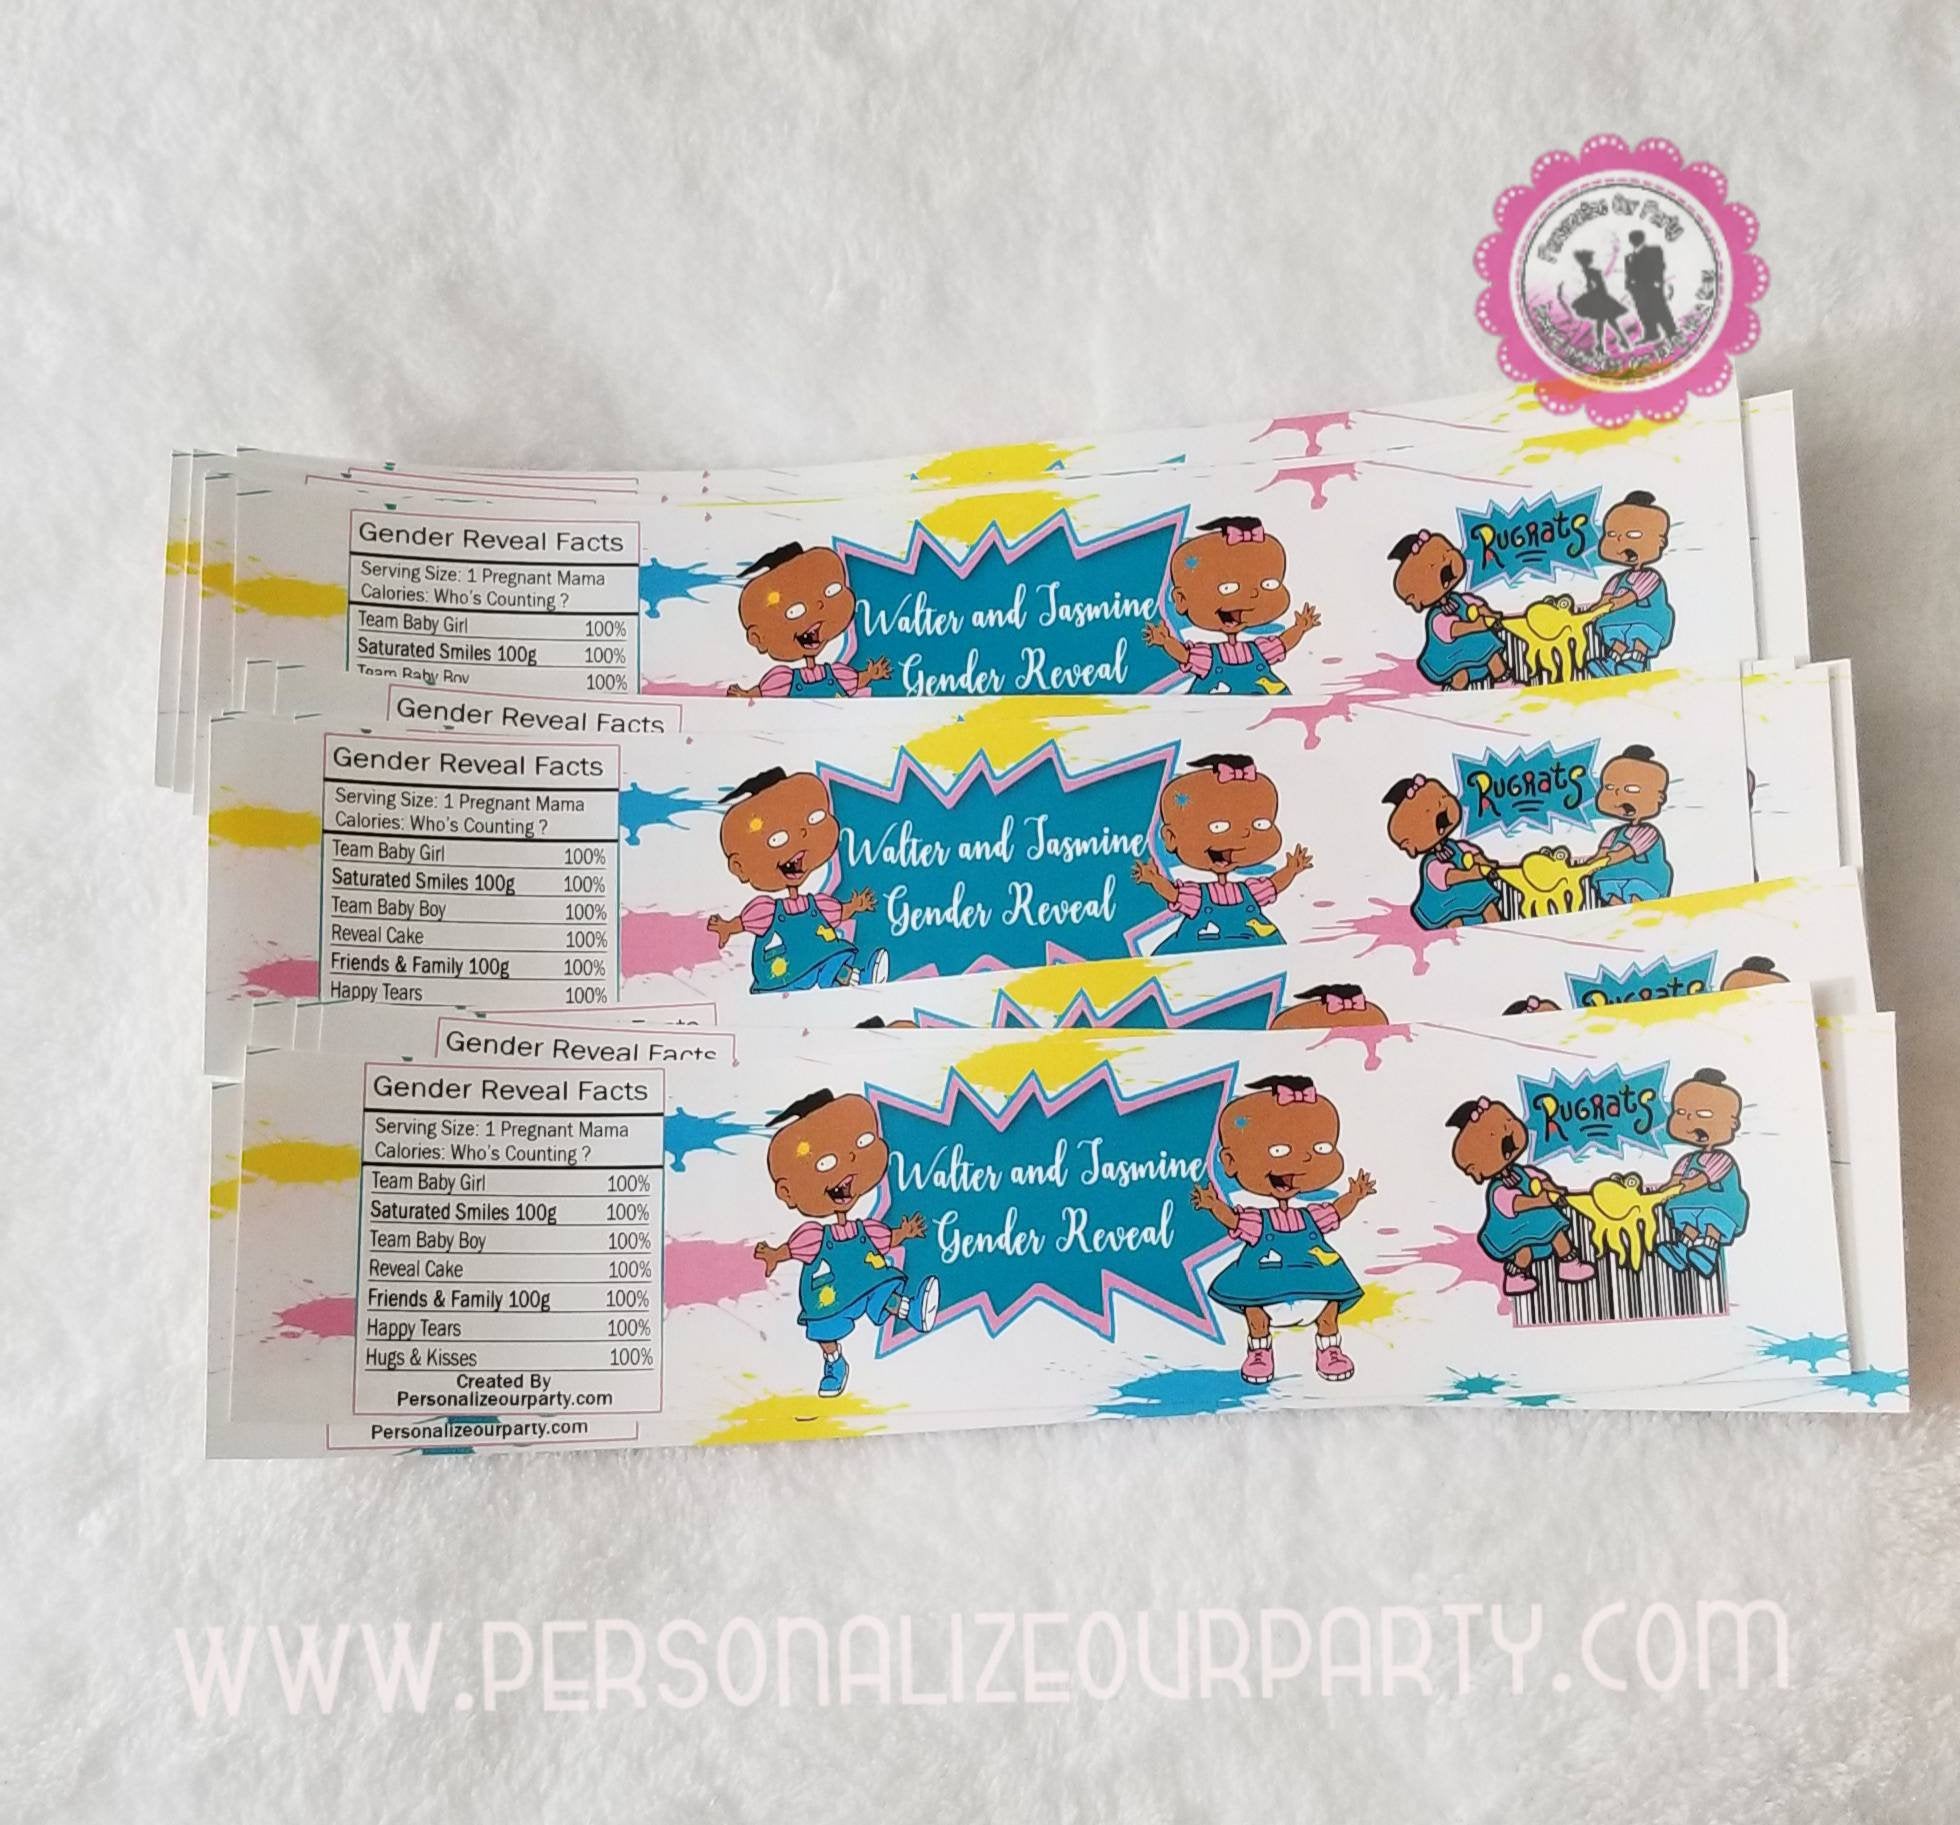 Personalize Our Party
Gender Reveal Facts
Serving Size: 1 Pregnant Mama
Calories: Who's Counting ?
Team Baby Girl 100%
Saturated Smiles 100g 100%
Team Baby Boy 100%
Walter and Jasmine
Gender Reveal
RUGRATS
Gender Reveal Facts
Gender Reveal Facts
Serving Size: 1 Pregnant Mama
Calories: Who's Counting ?
Team Baby Girl 100%
Saturated Smiles 100g 100%
Team Baby Boy 100%
Reveal Cake 100%
Friends & Family 100g 100%
Happy Tears 100%
Walter and Jasmine
Gender Reveal
RUGRATS
RUGRATS
Gender Reveal Facts
Gender Reveal Facts
Serving Size: 1 Pregnant Mama
Calories: Who's Counting ?
Team Baby Girl 100%
Saturated Smiles 100g 100%
Team Baby Boy 100%
Reveal Cake 100%
Friends & Family 100g 100%
Happy Tears 100%
Hugs & Kisses 100%
Created By
Personalizeourparty.com
Walter and Jasmine
Gender Reveal
RUGRATS
Personalizeourparty.com
WWW.PERSONALIZEOURPARTY.COM